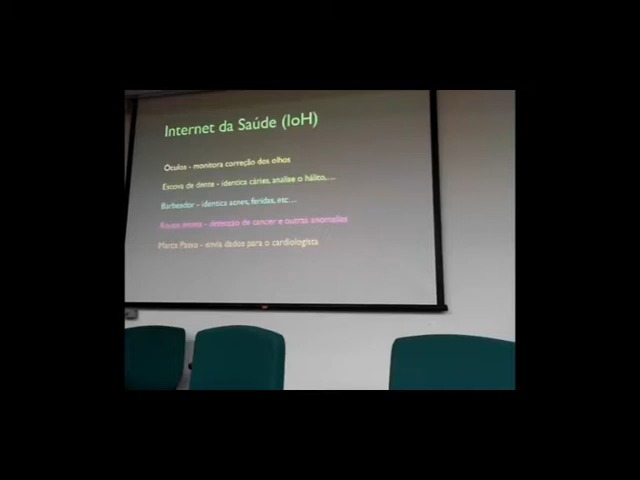 Internet da Saúde (IoH)
Óculos - monitora correção dos olhos
Escova de dente - identica cáries, analise o hálito,...
Barbeador - identica acnes, feridas, etc...
- detecção de cancer e outras anomalias
Marca Passo - envia dados para o cardiologista